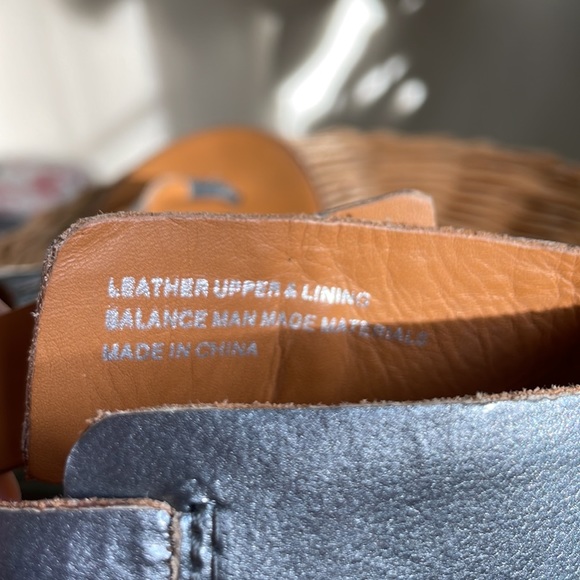 LEATHER UPPER & LINING
BALANCE MAN MADE MATERIALS
MADE IN CHINA